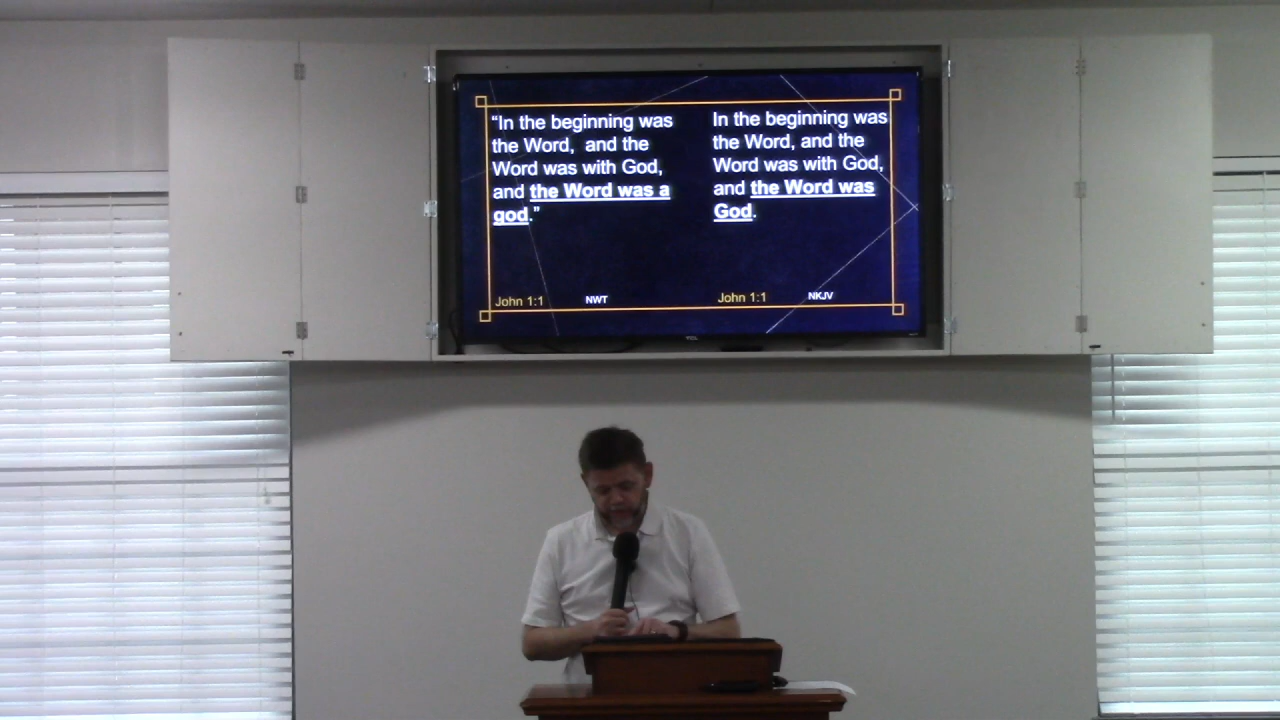 “In the beginning was
the Word,  and the
Word was with God,
and the Word was a
god.”
John 1:1 NWT
In the beginning was
the Word, and the
Word was with God,
and the Word was
God.
John 1:1 NKJV
TCL